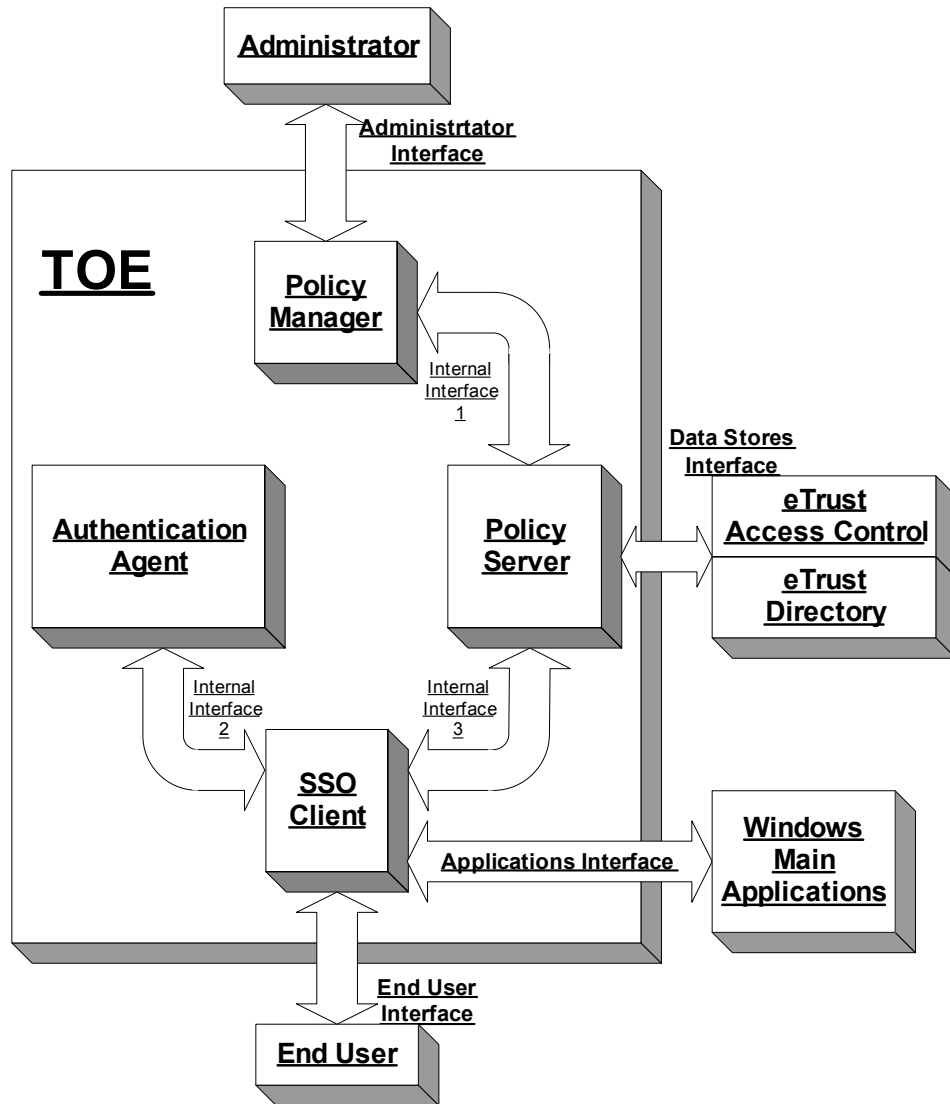 Administrator
Administrtator
Interface
TOE
Policy
Manager
Internal
Interface
1
Data Stores
Interface
Authentication
Agent
Policy
Server
eTrust
Access Control
eTrust
Directory
Internal
Interface
2
Internal
Interface
3
SSO
Client
Applications Interface
Windows
Main
Applications
End User
Interface
End User